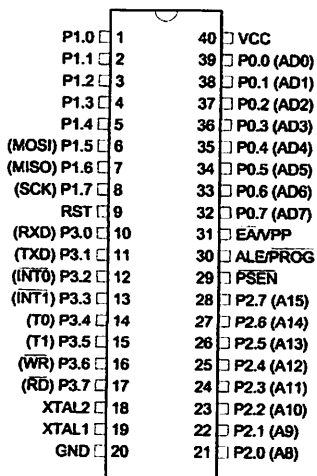 P1.0 1 40 VCC
P1.1 2 39 P0.0 (AD0)
P1.2 3 38 P0.1 (AD1)
P1.3 4 37 P0.2 (AD2)
P1.4 5 36 P0.3 (AD3)
(MOSI) P1.5 6 35 P0.4 (AD4)
(MISO) P1.6 7 34 P0.5 (AD5)
(SCK) P1.7 8 33 P0.6 (AD6)
RST 9 32 P0.7 (AD7)
(RXD) P3.0 10 31 E̅A̅/VPP
(TXD) P3.1 11 30 ALE/P̅R̅O̅G̅
(I̅N̅T̅0̅) P3.2 12 29 P̅S̅E̅N̅
(I̅N̅T̅1̅) P3.3 13 28 P2.7 (A15)
(T0) P3.4 14 27 P2.6 (A14)
(T1) P3.5 15 26 P2.5 (A13)
(W̅R̅) P3.6 16 25 P2.4 (A12)
(R̅D̅) P3.7 17 24 P2.3 (A11)
XTAL2 18 23 P2.2 (A10)
XTAL1 19 22 P2.1 (A9)
GND 20 21 P2.0 (A8)